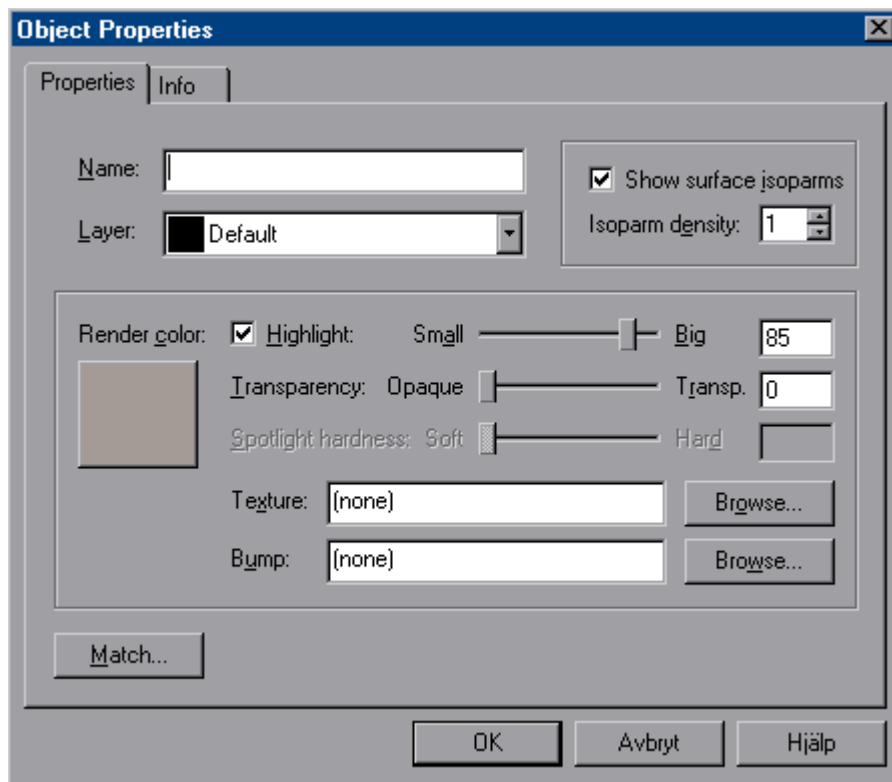 Object Properties
Properties Info
Name:
Show surface isoparms
Layer: Default
Isoparm density: 1
Render color: Highlight: Small Big 85
Transparency: Opaque Transp. 0
Spotlight hardness: Soft Hard
Texture: (none) Browse...
Bump: (none) Browse...
Match...
OK Avbryt Hjälp